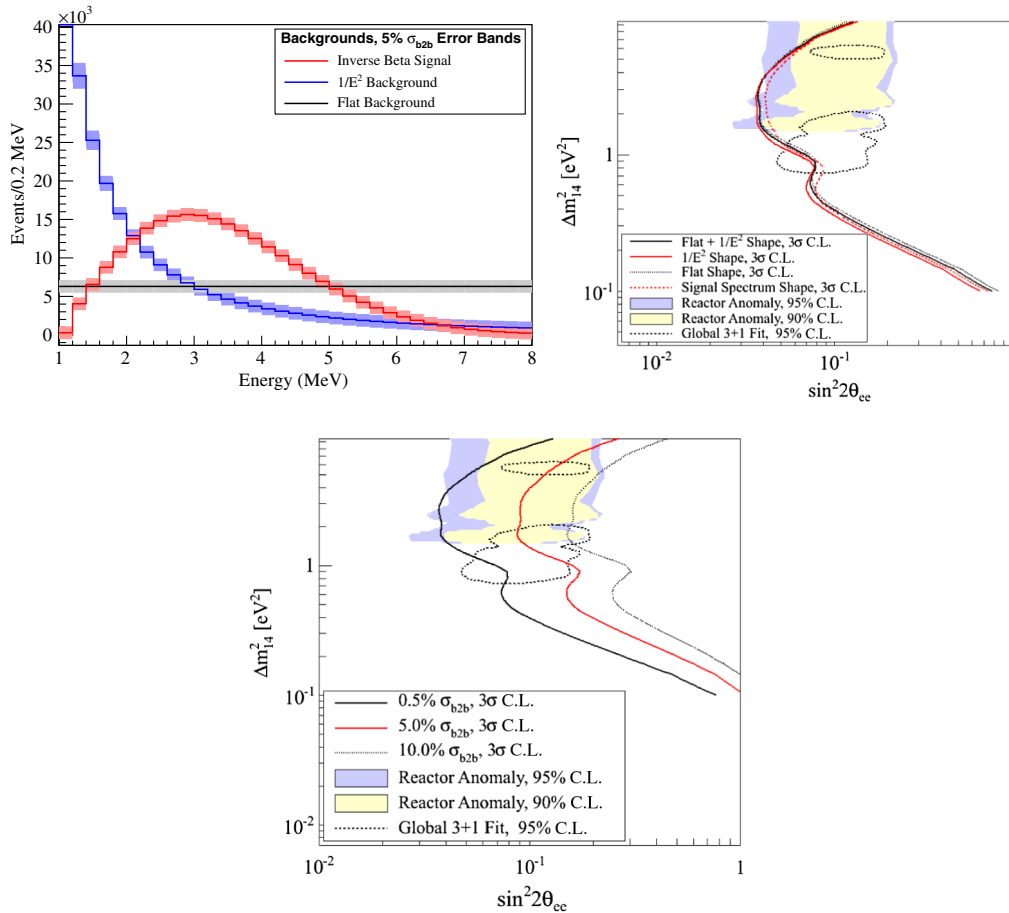 ×10³
40
35
30
25
20
15
10
5
0
Events/0.2 MeV
Backgrounds, 5% σb2b Error Bands
Inverse Beta Signal
1/E² Background
Flat Background
1 2 3 4 5 6 7 8
Energy (MeV)
Δm²14 [eV²]
1
10⁻¹
Flat + 1/E² Shape, 3σ C.L.
1/E² Shape, 3σ C.L.
Flat Shape, 3σ C.L.
Signal Spectrum Shape, 3σ C.L.
Reactor Anomaly, 95% C.L.
Reactor Anomaly, 90% C.L.
Global 3+1 Fit, 95% C.L.
10⁻² 10⁻¹
sin²2θee
Δm²14 [eV²]
1
10⁻¹
10⁻²
0.5% σb2b, 3σ C.L.
5.0% σb2b, 3σ C.L.
10.0% σb2b, 3σ C.L.
Reactor Anomaly, 95% C.L.
Reactor Anomaly, 90% C.L.
Global 3+1 Fit, 95% C.L.
10⁻² 10⁻¹ 1
sin²2θee